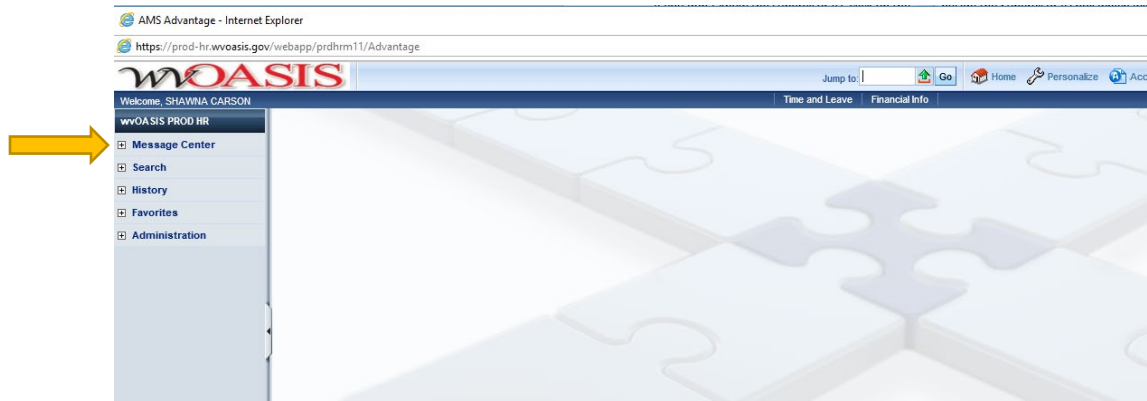 AMS Advantage - Internet Explorer
https://prod-hr.wvoasis.gov/webapp/prdhrm11/Advantage
wvOASIS
Jump to: Go Home Personalize Acc
Welcome, SHAWNA CARSON Time and Leave Financial Info
wvOASIS PROD HR
Message Center
Search
History
Favorites
Administration